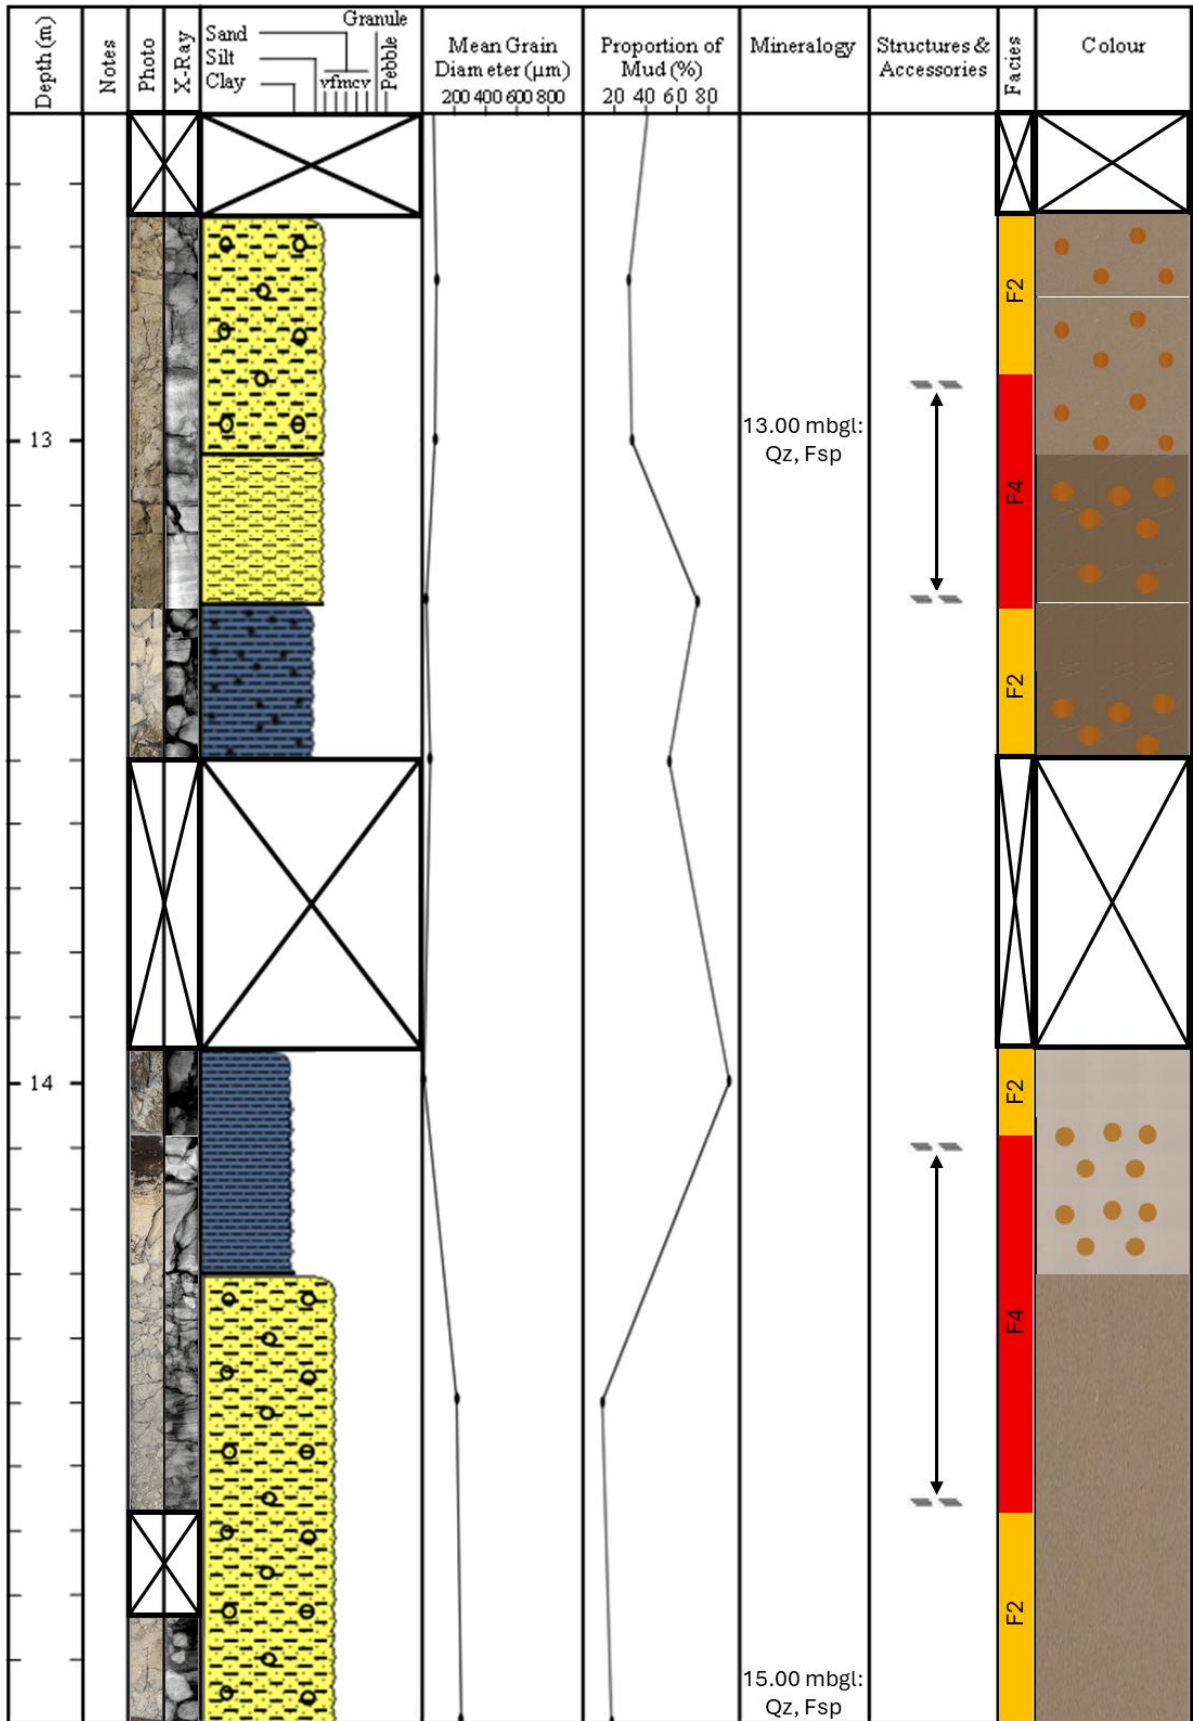 Depth (m)
Notes
Photo
X-Ray
Sand
Silt
Clay
vfmcv
Granule
Pebble
Mean Grain
Diameter (μm)
200 400 600 800
Proportion of
Mud (%)
20 40 60 80
Mineralogy
Structures &
Accessories
Facies
Colour
F2
13
13.00 mbgl:
Qz, Fsp
F4
F2
14
F2
F4
F2
15.00 mbgl:
Qz, Fsp